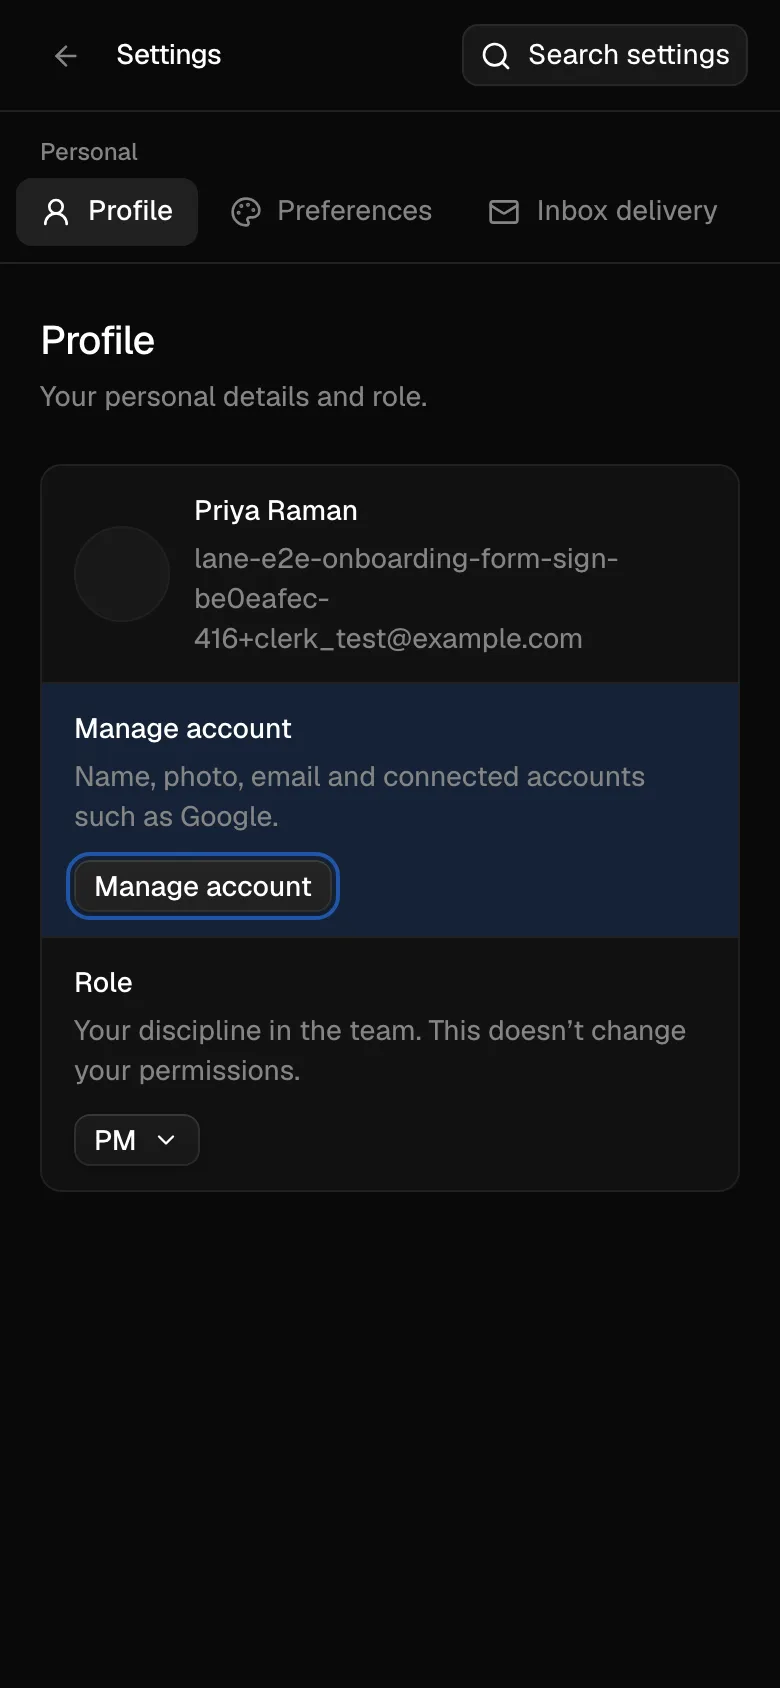 Settings
Search settings
Personal
Profile
Preferences
Inbox delivery
Profile
Your personal details and role.
Priya Raman
lane-e2e-onboarding-form-sign-
be0eafec-
416+clerk_test@example.com
Manage account
Name, photo, email and connected accounts
such as Google.
Manage account
Role
Your discipline in the team. This doesn’t change
your permissions.
PM